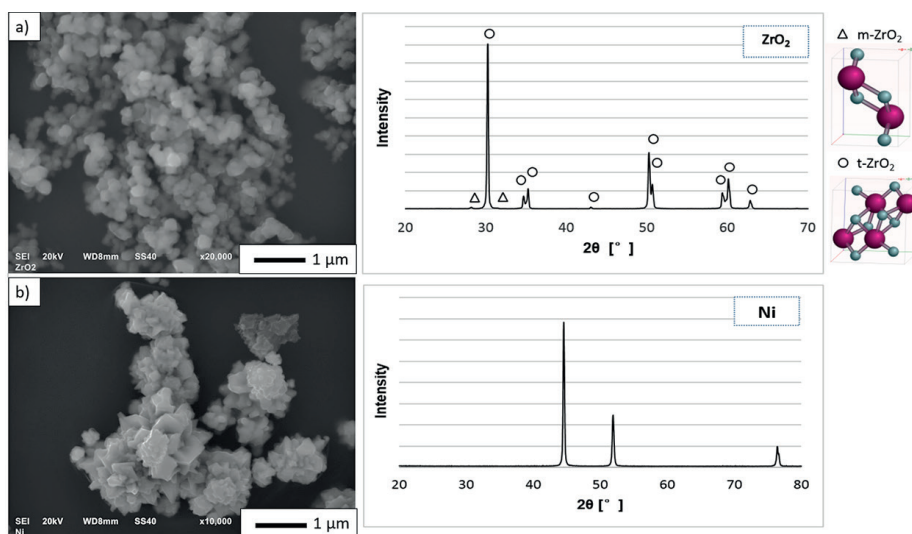 a)
SEI 20kV WD8mm SS40 x20,000
ZrO2
1 µm
ZrO₂
Intensity
20 30 40 50 60 70
2θ [°]
△ m-ZrO₂
○ t-ZrO₂
b)
SEI 20kV WD8mm SS40 x10,000
Ni
1 µm
Ni
Intensity
20 30 40 50 60 70 80
2θ [°]